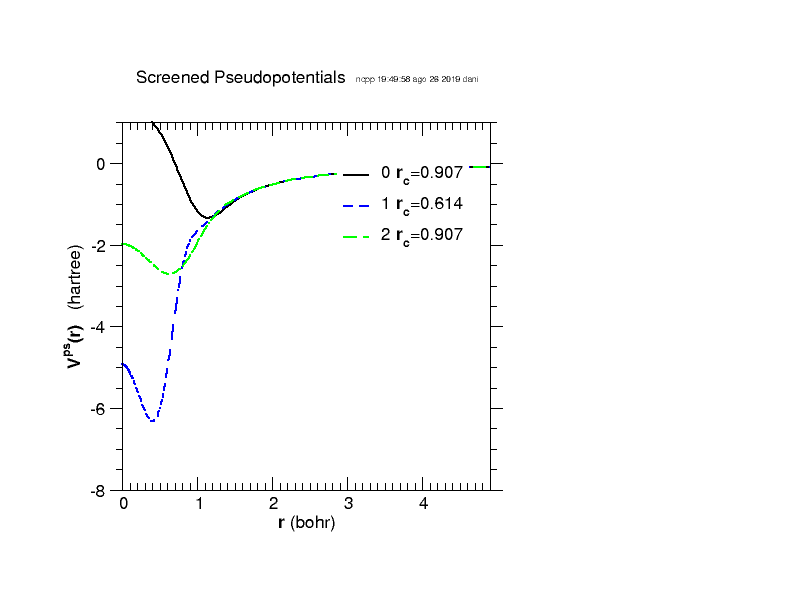 Screened Pseudopotentials ncpp 19:49:58 ago 26 2019 dani
0
-2
-4
-6
-8
V^ps(r) (hartree)
0 r_c=0.907
1 r_c=0.614
2 r_c=0.907
0 1 2 3 4
r (bohr)